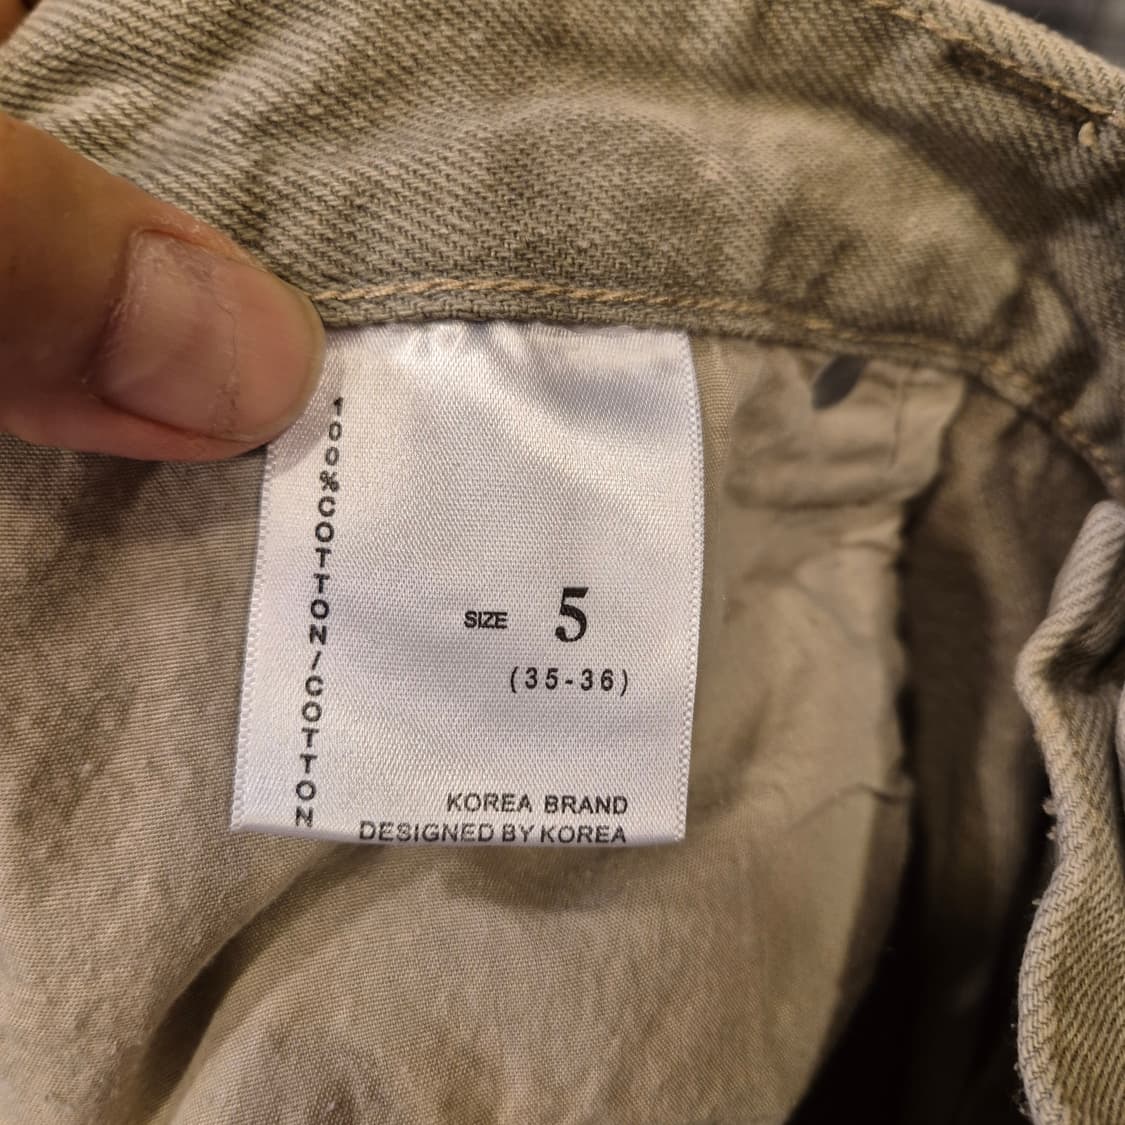 100%COTTON/COTTON
SIZE 5
(35-36)
KOREA BRAND
DESIGNED BY KOREA